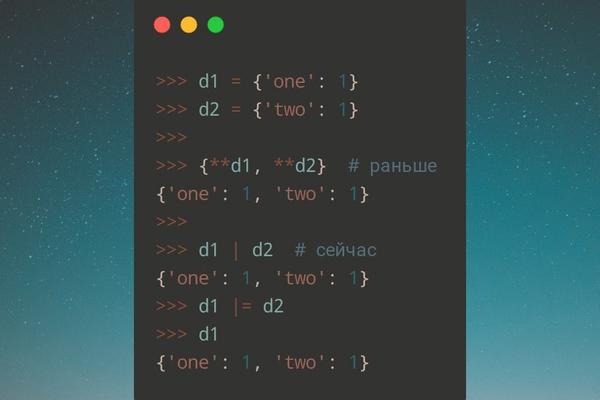 >>> d1 = {'one': 1}
>>> d2 = {'two': 1}
>>>
>>> {**d1, **d2}  # раньше
{'one': 1, 'two': 1}
>>>
>>> d1 | d2  # сейчас
{'one': 1, 'two': 1}
>>> d1 |= d2
>>> d1
{'one': 1, 'two': 1}